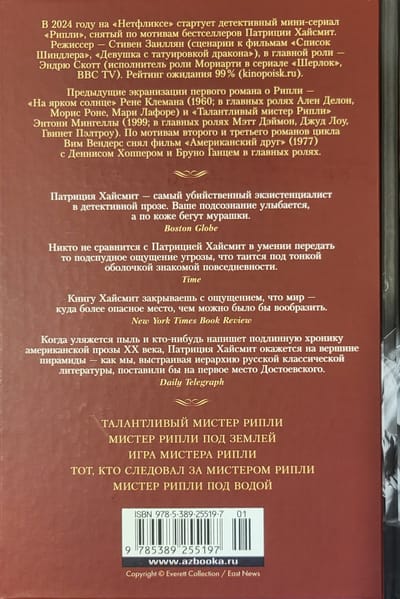 В 2024 году на «Нетфликсе» стартует детективный мини-сериал
«Рипли», снятый по мотивам бестселлеров Патриции Хайсмит.
Режиссер — Стивен Заиллян (сценарии к фильмам «Список
Шиндлера», «Девушка с татуировкой дракона»), в главной роли —
Эндрю Скотт (исполнитель роли Мориарти в сериале «Шерлок»,
BBC TV). Рейтинг ожидания 99% (kinopoisk.ru).
Предыдущие экранизации первого романа о Рипли —
«На ярком солнце» Рене Клемана (1960; в главных ролях Ален Делон,
Морис Роне, Мари Лафоре) и «Талантливый мистер Рипли»
Энтони Мингеллы (1999; в главных ролях Мэтт Дэймон, Джуд Лоу,
Гвинет Пэлтроу). По мотивам второго и третьего романов цикла
Вим Вендерс снял фильм «Американский друг» (1977)
с Деннисом Хоппером и Бруно Ганцем в главных ролях.
Патриция Хайсмит — самый убийственный экзистенциалист
в детективной прозе. Ваше подсознание улыбается,
а по коже бегут мурашки.
Boston Globe
Никто не сравнится с Патрицией Хайсмит в умении передать
то подспудное ощущение угрозы, что таится под тонкой
оболочкой знакомой повседневности.
Time
Книгу Хайсмит закрываешь с ощущением, что мир —
куда более опасное место, чем можно было бы вообразить.
New York Times Book Review
Когда уляжется пыль и кто-нибудь напишет подлинную хронику
американской прозы XX века, Патриция Хайсмит окажется на вершине
пирамиды — как мы, выстраивая иерархию русской классической
литературы, поставили бы на первое место Достоевского.
Daily Telegraph
ТАЛАНТЛИВЫЙ МИСТЕР РИПЛИ
МИСТЕР РИПЛИ ПОД ЗЕМЛЕЙ
ИГРА МИСТЕРА РИПЛИ
ТОТ, КТО СЛЕДОВАЛ ЗА МИСТЕРОМ РИПЛИ
МИСТЕР РИПЛИ ПОД ВОДОЙ
ISBN 978-5-389-25519-7 01
9 785389 255197
www.azbooka.ru
Copyright © Everett Collection / East News